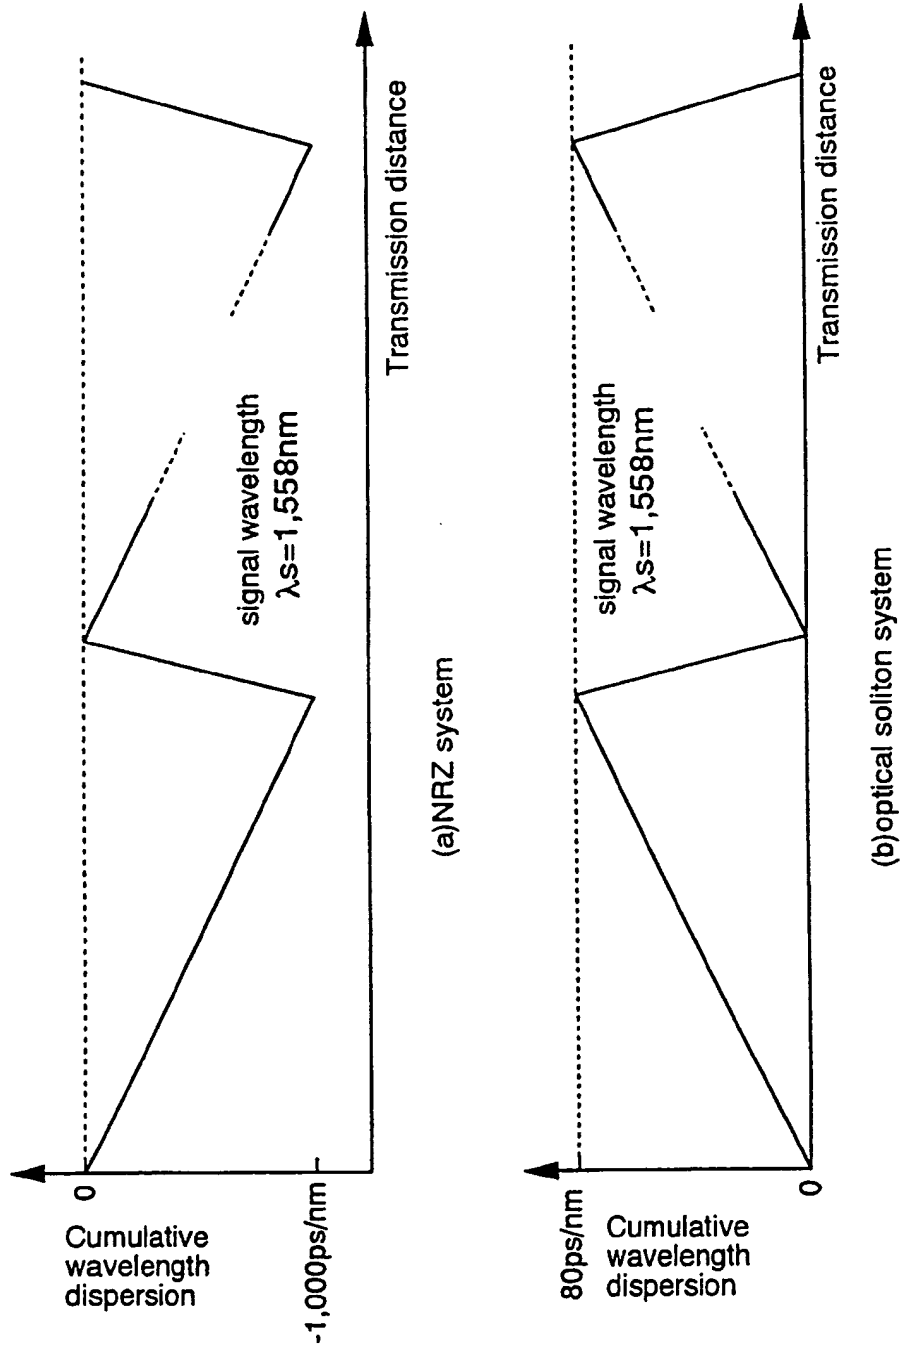 0
Cumulative
wavelength
dispersion
-1,000ps/nm
signal wavelength
λs=1,558nm
Transmission distance
(a)NRZ system
80ps/nm
Cumulative
wavelength
dispersion
0
signal wavelength
λs=1,558nm
Transmission distance
(b)optical soliton system